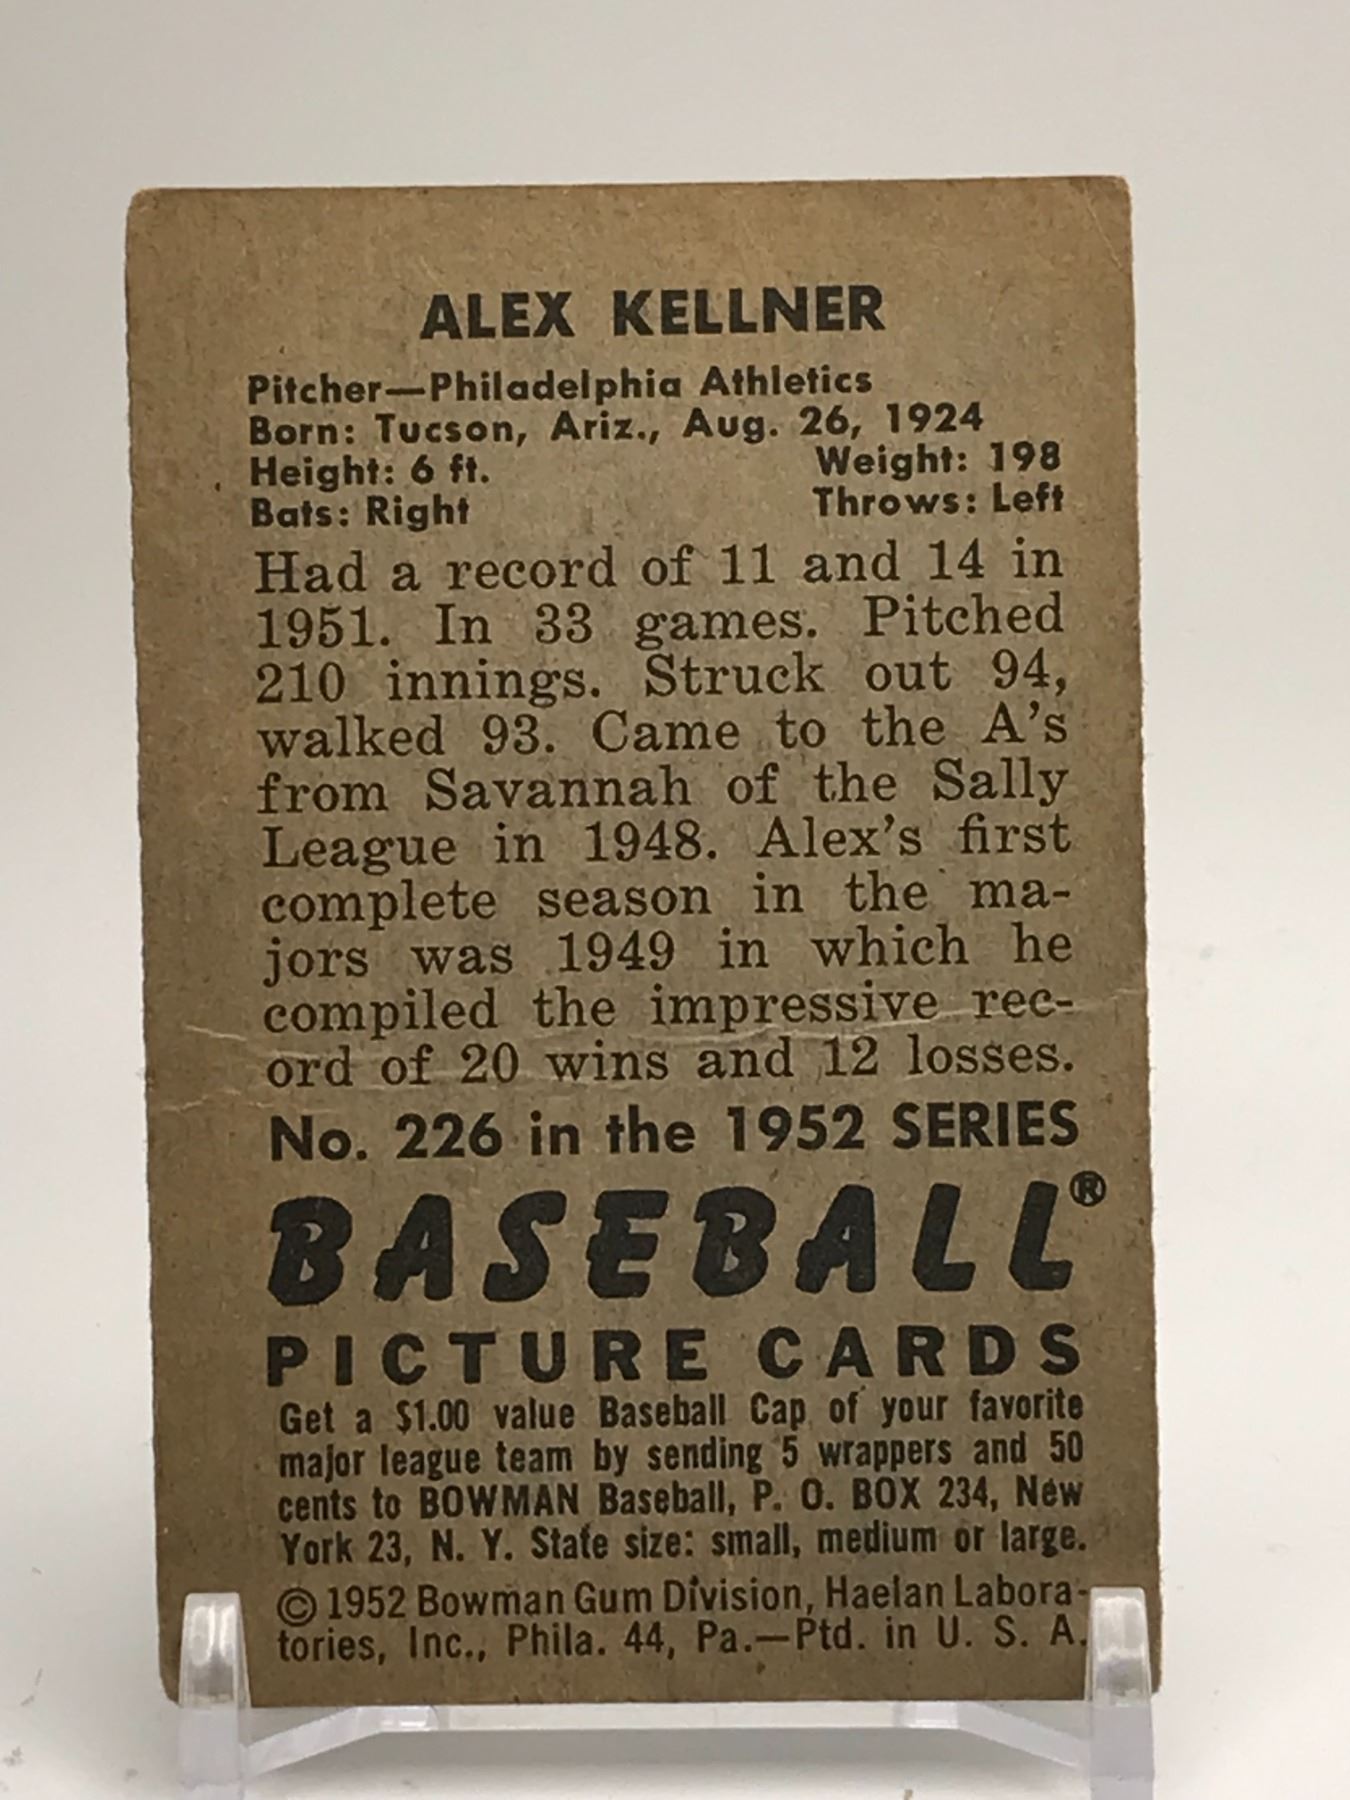 ALEX KELLNER
Pitcher—Philadelphia Athletics
Born: Tucson, Ariz., Aug. 26, 1924
Height: 6 ft. Weight: 198
Bats: Right Throws: Left
Had a record of 11 and 14 in
1951. In 33 games. Pitched
210 innings. Struck out 94,
walked 93. Came to the A's
from Savannah of the Sally
League in 1948. Alex's first
complete season in the ma-
jors was 1949 in which he
compiled the impressive rec-
ord of 20 wins and 12 losses.
No. 226 in the 1952 SERIES
BASEBALL®
PICTURE CARDS
Get a $1.00 value Baseball Cap of your favorite
major league team by sending 5 wrappers and 50
cents to BOWMAN Baseball, P. O. BOX 234, New
York 23, N. Y. State size: small, medium or large.
© 1952 Bowman Gum Division, Haelan Labora-
tories, Inc., Phila. 44, Pa.—Ptd. in U. S. A.